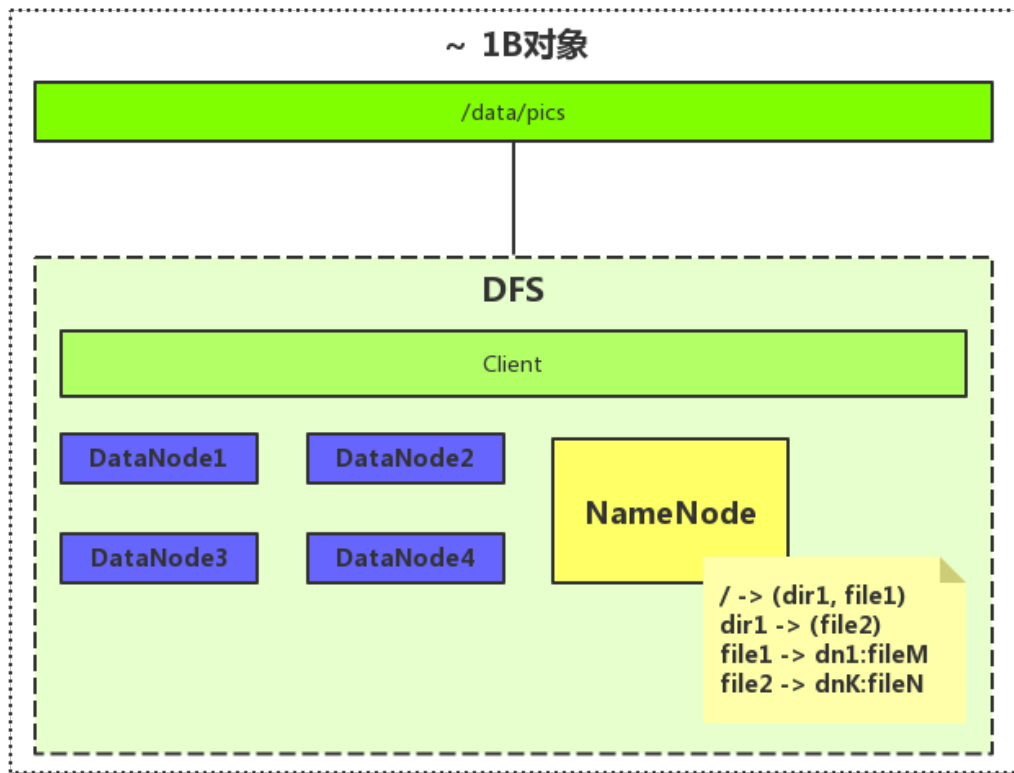 ~ 1B对象
/data/pics
DFS
Client
DataNode1
DataNode2
DataNode3
DataNode4
NameNode
/ -> (dir1, file1)
dir1 -> (file2)
file1 -> dn1:fileM
file2 -> dnK:fileN